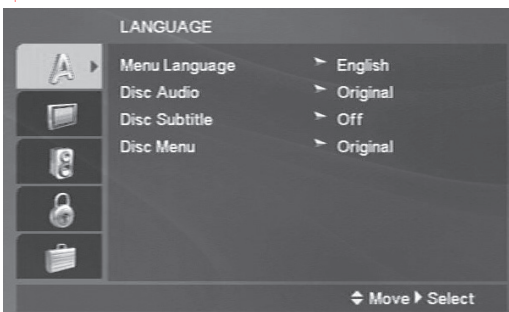 LANGUAGE
A
Menu Language English
Disc Audio Original
Disc Subtitle Off
Disc Menu Original
Move Select